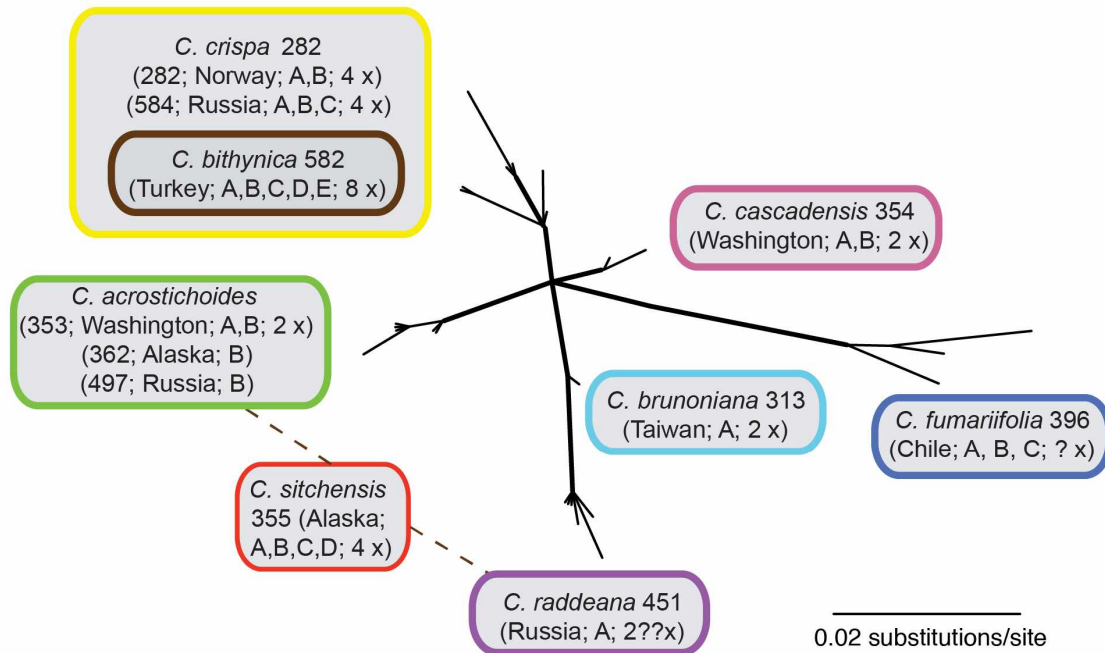 C. crispa 282
(282; Norway; A,B; 4 x)
(584; Russia; A,B,C; 4 x)
C. bithynica 582
(Turkey; A,B,C,D,E; 8 x)
C. cascadensis 354
(Washington; A,B; 2 x)
C. acrostichoides
(353; Washington; A,B; 2 x)
(362; Alaska; B)
(497; Russia; B)
C. brunoniana 313
(Taiwan; A; 2 x)
C. fumariifolia 396
(Chile; A, B, C; ? x)
C. sitchensis
355 (Alaska;
A,B,C,D; 4 x)
C. raddeana 451
(Russia; A; 2??x)
0.02 substitutions/site